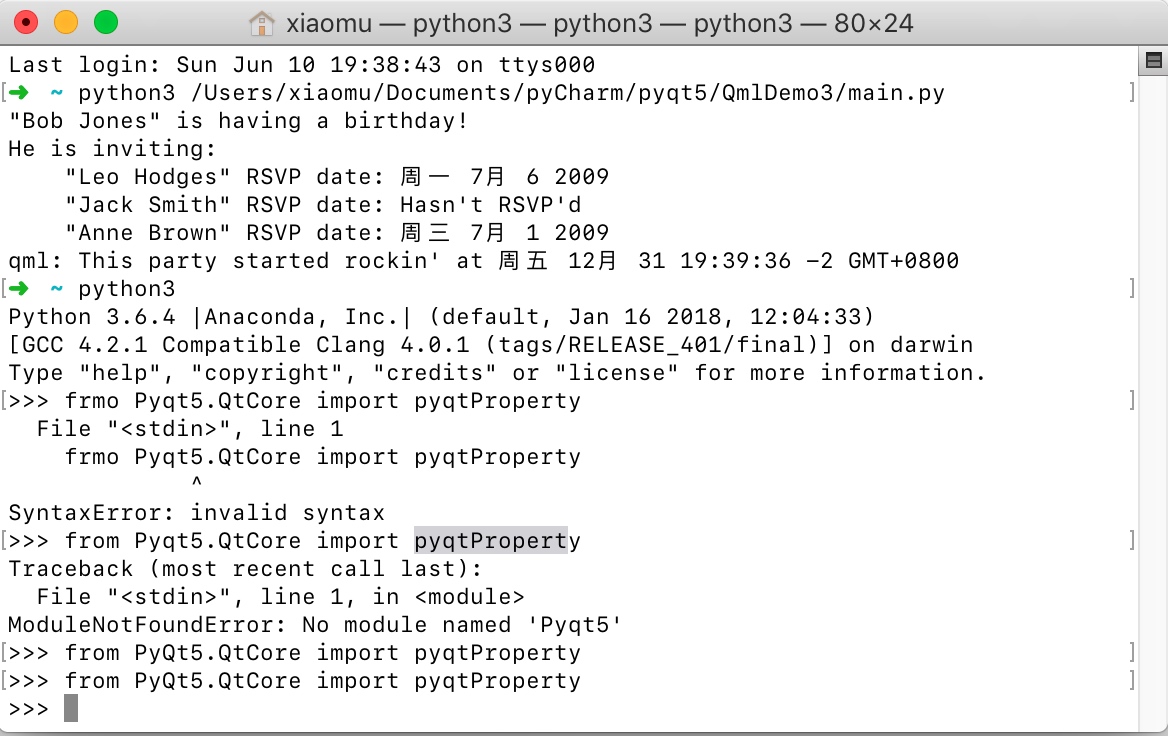 xiaomu — python3 — python3 — python3 — 80×24
Last login: Sun Jun 10 19:38:43 on ttys000
[➜  ~ python3 /Users/xiaomu/Documents/pyCharm/pyqt5/QmlDemo3/main.py ]
"Bob Jones" is having a birthday!
He is inviting:
    "Leo Hodges" RSVP date: 周一 7月 6 2009
    "Jack Smith" RSVP date: Hasn't RSVP'd
    "Anne Brown" RSVP date: 周三 7月 1 2009
qml: This party started rockin' at 周五 12月 31 19:39:36 -2 GMT+0800
[➜  ~ python3 ]
Python 3.6.4 |Anaconda, Inc.| (default, Jan 16 2018, 12:04:33)
[GCC 4.2.1 Compatible Clang 4.0.1 (tags/RELEASE_401/final)] on darwin
Type "help", "copyright", "credits" or "license" for more information.
[>>> frmo Pyqt5.QtCore import pyqtProperty ]
  File "<stdin>", line 1
    frmo Pyqt5.QtCore import pyqtProperty
             ^
SyntaxError: invalid syntax
[>>> from Pyqt5.QtCore import pyqtProperty ]
Traceback (most recent call last):
  File "<stdin>", line 1, in <module>
ModuleNotFoundError: No module named 'Pyqt5'
[>>> from PyQt5.QtCore import pyqtProperty ]
[>>> from PyQt5.QtCore import pyqtProperty ]
>>>